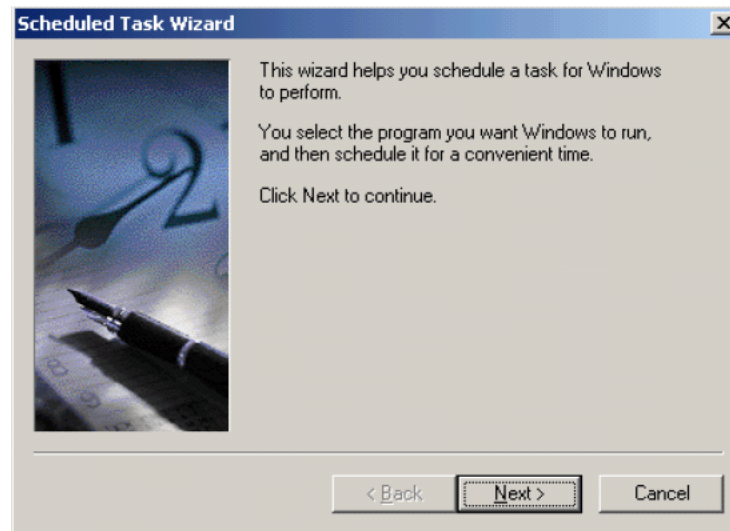 Scheduled Task Wizard
This wizard helps you schedule a task for Windows
to perform.
You select the program you want Windows to run,
and then schedule it for a convenient time.
Click Next to continue.
2
< Back
Next >
Cancel